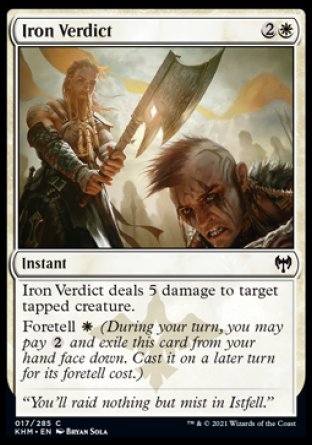 Iron Verdict 2
Instant
Iron Verdict deals 5 damage to target
tapped creature.
Foretell (During your turn, you may
pay 2 and exile this card from your
hand face down. Cast it on a later turn
for its foretell cost.)
“You’ll raid nothing but mist in Istfell.”
017/285 C
KHM • EN BRYAN SOLA
™ & © 2021 Wizards of the Coast